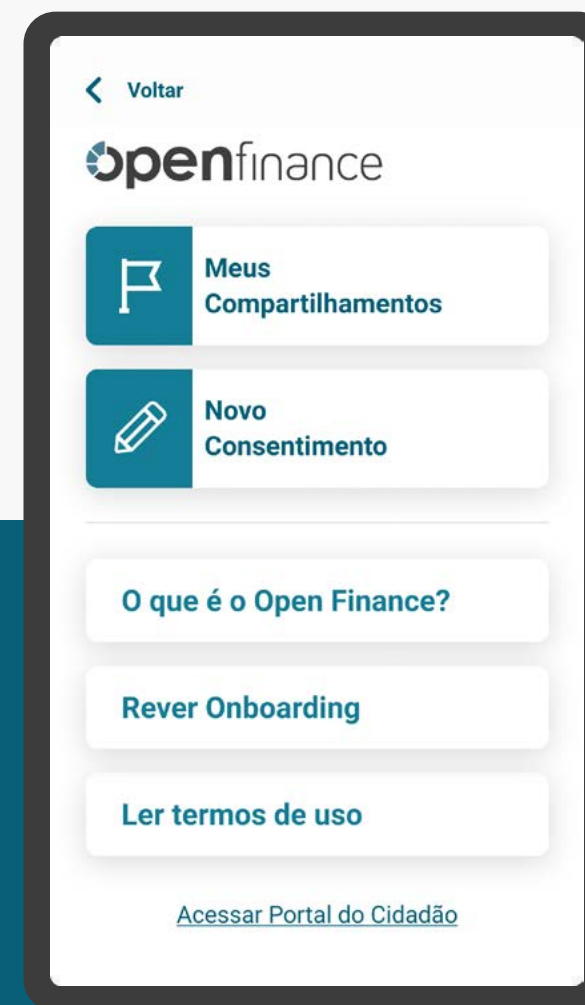 Voltar
openfinance
Meus
Compartilhamentos
Novo
Consentimento
O que é o Open Finance?
Rever Onboarding
Ler termos de uso
Acessar Portal do Cidadão